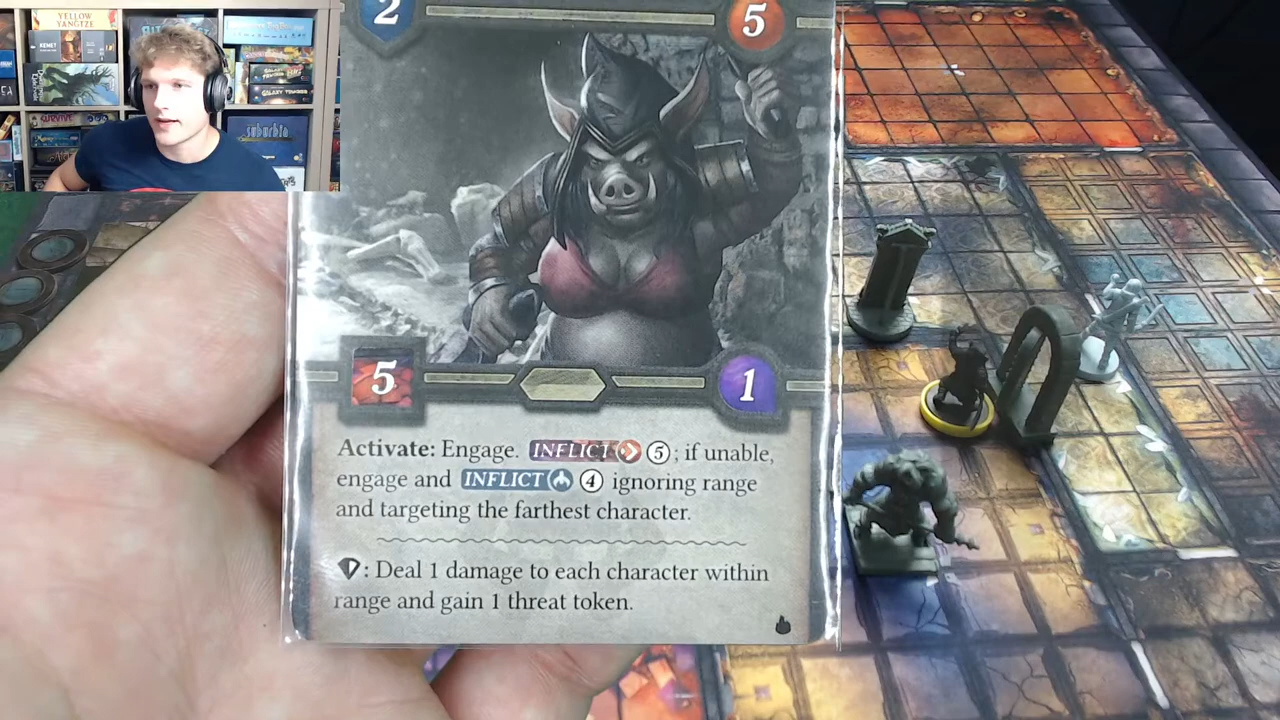 YELLOW
YANGTZE
KEMET
SURVIVE
suburbia
2
5
5
1
Activate: Engage. INFLICT 5; if unable,
engage and INFLICT 4 ignoring range
and targeting the farthest character.
: Deal 1 damage to each character within
range and gain 1 threat token.